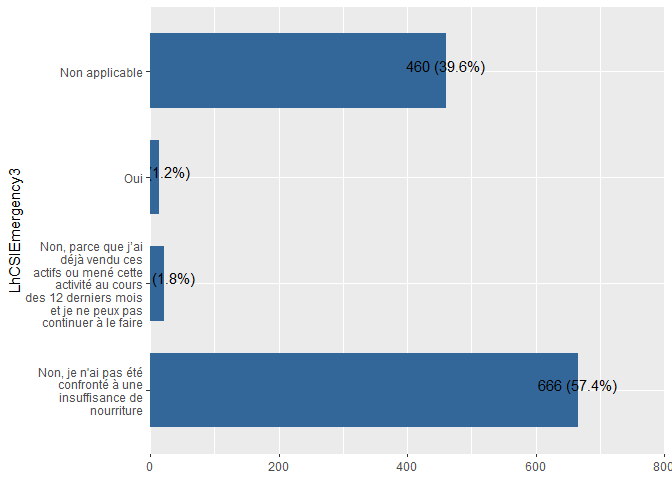 Non applicable
460 (39.6%)
Oui
1.2%)
LhCSIEmergency3
Non, parce que j'ai
déjà vendu ces
actifs ou mené cette
activité au cours
des 12 derniers mois
et je ne peux pas
continuer à le faire
(1.8%)
Non, je n'ai pas été
confronté à une
insuffisance de
nourriture
666 (57.4%)
0
200
400
600
800